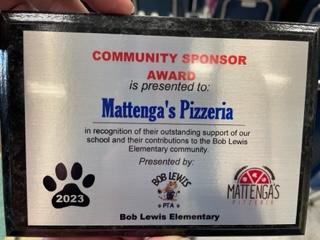 COMMUNITY SPONSOR
AWARD
is presented to:
Mattenga's Pizzeria
in recognition of their outstanding support of our
school and their contributions to the Bob Lewis
Elementary community.
Presented by:
2023
BOB LEWIS
PTA
MATTENGA'S
PIZZERIA
Bob Lewis Elementary